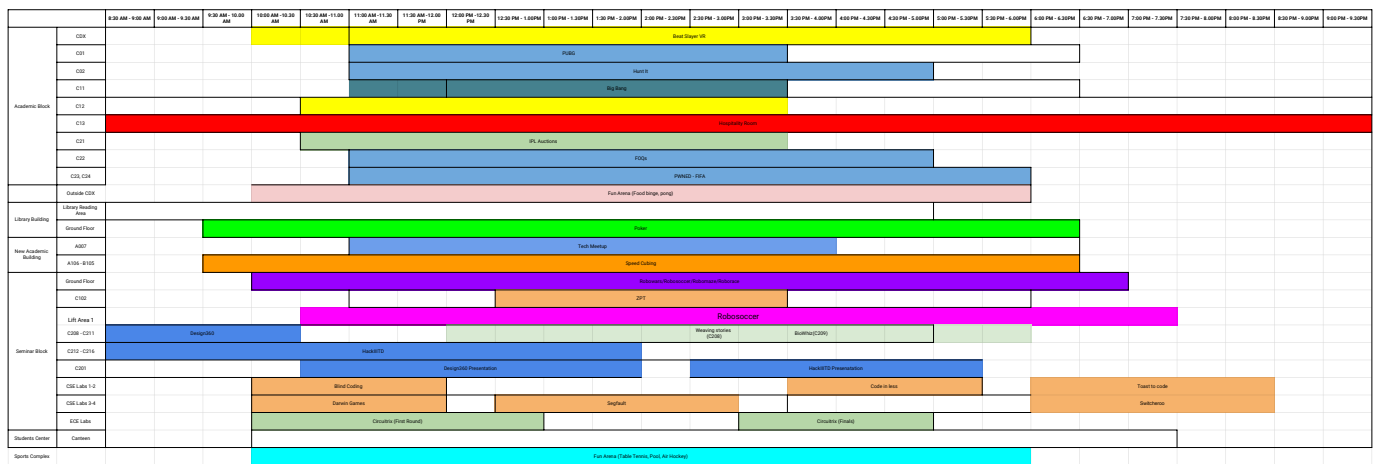 8:30 AM - 9:00 AM
9:00 AM - 9.30 AM
9:30 AM - 10.00
AM
10:00 AM -10.30
AM
10:30 AM -11.00
AM
11:00 AM -11.30
AM
11:30 AM -12.00
PM
12:00 PM -12.30
PM
12:30 PM - 1.00PM
1:00 PM - 1.30PM
1:30 PM - 2.00PM
2:00 PM - 2.30PM
2:30 PM - 3.00PM
3:00 PM - 3.30PM
3:30 PM - 4.00PM
4:00 PM - 4.30PM
4:30 PM - 5.00PM
5:00 PM - 5.30PM
5:30 PM - 6:00PM
6:00 PM - 6.30PM
6:30 PM - 7.00PM
7:00 PM - 7.30PM
7:30 PM - 8.00PM
8:00 PM - 8.30PM
8:30 PM - 9.00PM
9:00 PM - 9.30PM
Academic Block
CDX
Beat Slayer VR
C01
PUBG
C02
Hunt It
C11
Big Bang
C12
C13
Hospitality Room
C21
IPL Auctions
C22
FDQs
C23, C24
PWNED - FIFA
Outside CDX
Fun Arena (Food binge, pong)
Library Building
Library Reading
Area
Ground Floor
Poker
New Academic
Building
A007
Tech Meetup
A106 - B105
Speed Cubing
Seminar Block
Ground Floor
C102
ZPT
Lift Area 1
Robosoccer
C208 - C211
Design360
Weaving stories
(C208)
BioWhiz(C209)
C212 - C216
HackIIITD
C201
Design360 Presentation
HackIIITD Presentation
CSE Labs 1-2
Blind Coding
Code in less
Toast to code
CSE Labs 3-4
Darwin Games
Segfault
Switcheroo
ECE Labs
Circuitrix (First Round)
Circuitrix (Finals)
Students Center
Canteen
Sports Complex
Fun Arena (Table Tennis, Pool, Air Hockey)